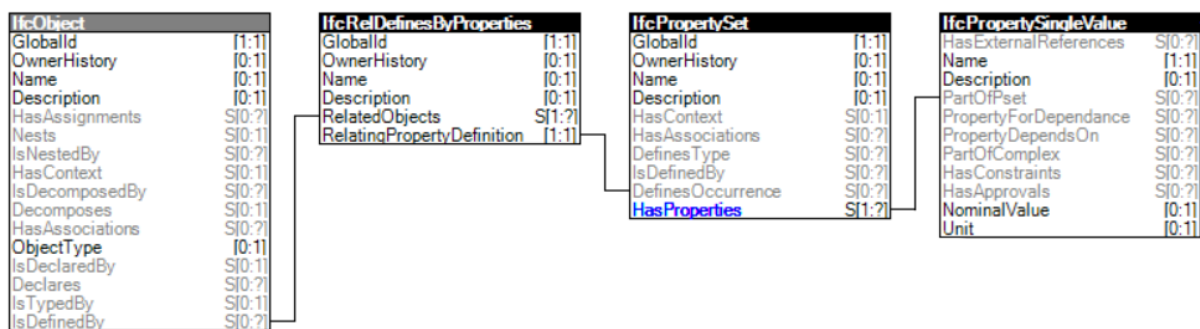 IfcObject
GlobalId [1:1]
OwnerHistory [0:1]
Name [0:1]
Description [0:1]
HasAssignments S[0:?]
Nests S[0:1]
IsNestedBy S[0:?]
HasContext S[0:1]
IsDecomposedBy S[0:?]
Decomposes S[0:1]
HasAssociations S[0:?]
ObjectType [0:1]
IsDeclaredBy S[0:1]
Declares S[0:?]
IsTypedBy S[0:1]
IsDefinedBy S[0:?]
IfcRelDefinesByProperties
GlobalId [1:1]
OwnerHistory [0:1]
Name [0:1]
Description [0:1]
RelatedObjects S[1:?]
RelatingPropertyDefinition [1:1]
IfcPropertySet
GlobalId [1:1]
OwnerHistory [0:1]
Name [0:1]
Description [0:1]
HasContext S[0:1]
HasAssociations S[0:?]
DefinesType S[0:?]
IsDefinedBy S[0:?]
DefinesOccurrence S[0:?]
HasProperties S[1:?]
IfcPropertySingleValue
HasExternalReferences S[0:?]
Name [1:1]
Description [0:1]
PartOfPset S[0:?]
PropertyForDependance S[0:?]
PropertyDependsOn S[0:?]
PartOfComplex S[0:?]
HasConstraints S[0:?]
HasApprovals S[0:?]
NominalValue [0:1]
Unit [0:1]